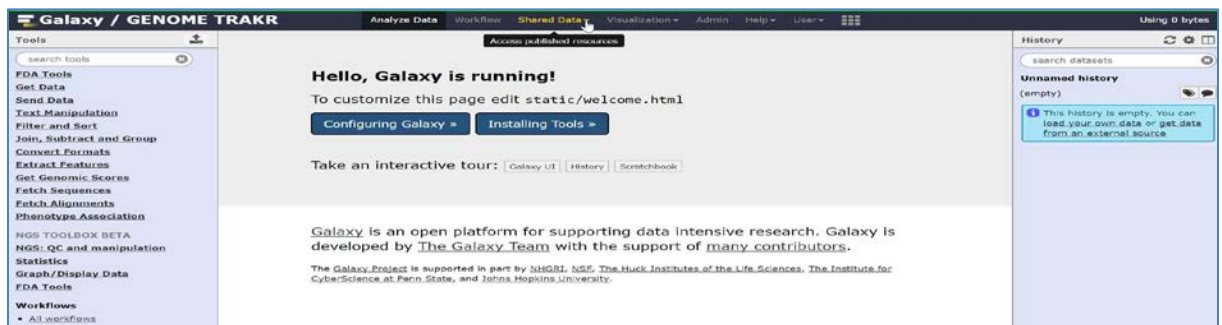 Galaxy / GENOME TRAKR
Analyze Data Workflow Shared Data Visualization Admin Help User
Using 0 bytes
Access published resources
Tools
search tools
FDA Tools
Get Data
Send Data
Text Manipulation
Filter and Sort
Join, Subtract and Group
Convert Formats
Extract Features
Get Genomic Scores
Fetch Sequences
Fetch Alignments
Phenotype Association
NGS TOOLBOX BETA
NGS: QC and manipulation
Statistics
Graph/Display Data
FDA Tools
Workflows
• All workflows
Hello, Galaxy is running!
To customize this page edit static/welcome.html
Configuring Galaxy » Installing Tools »
Take an interactive tour: Galaxy UI History Scratchbook
Galaxy is an open platform for supporting data intensive research. Galaxy is
developed by The Galaxy Team with the support of many contributors.
The Galaxy Project is supported in part by NHGRI, NSF, The Huck Institutes of the Life Sciences, The Institute for
CyberScience at Penn State, and Johns Hopkins University.
History
search datasets
Unnamed history
(empty)
This history is empty. You can
load your own data or get data
from an external source